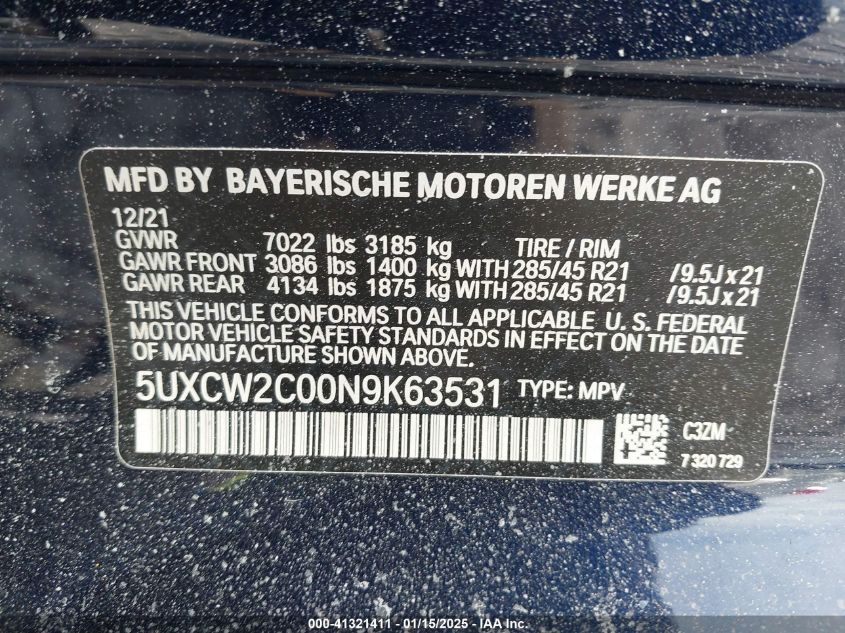 MFD BY BAYERISCHE MOTOREN WERKE AG
12/21
GVWR 7022 lbs 3185 kg TIRE / RIM
GAWR FRONT 3086 lbs 1400 kg WITH 285/45 R21 /9.5J x 21
GAWR REAR 4134 lbs 1875 kg WITH 285/45 R21 /9.5J x 21
THIS VEHICLE CONFORMS TO ALL APPLICABLE U. S. FEDERAL
MOTOR VEHICLE SAFETY STANDARDS IN EFFECT ON THE DATE
OF MANUFACTURE SHOWN ABOVE.
5UXCW2C00N9K63531 TYPE: MPV
C3ZM
7 320 729
000-41321411 - 01/15/2025 - IAA Inc.